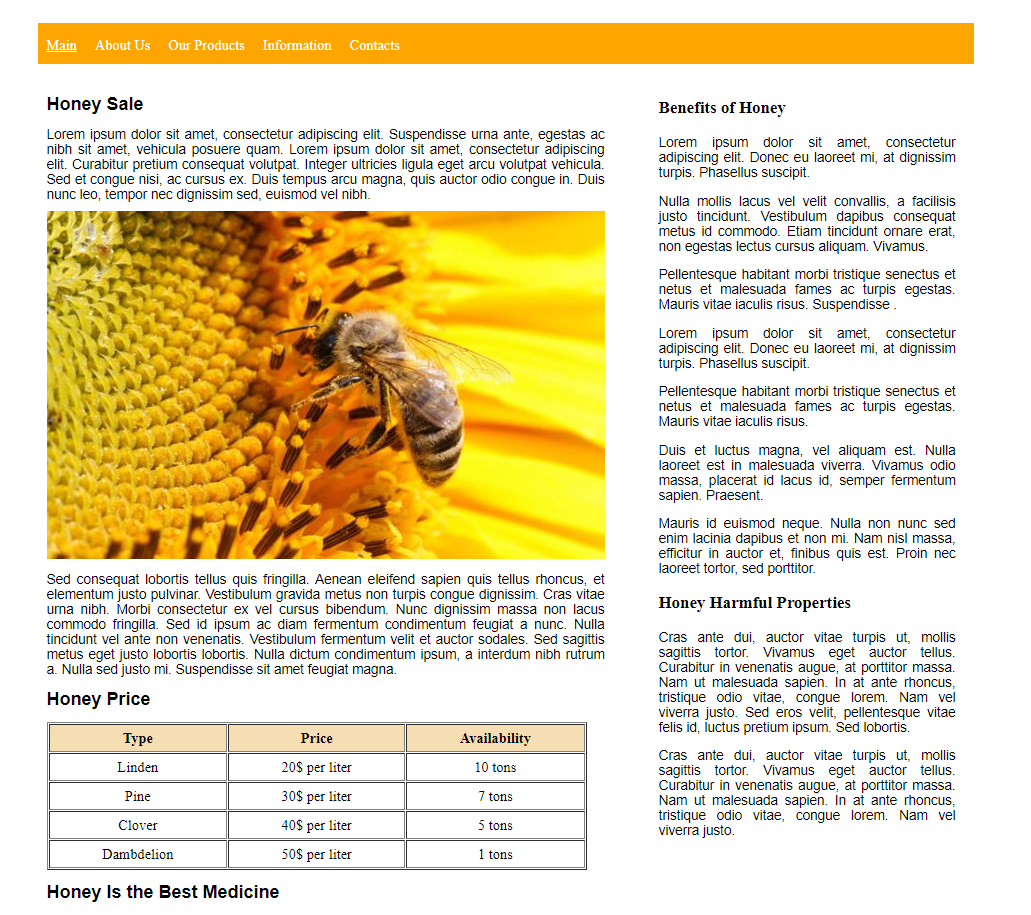 Main About Us Our Products Information Contacts
Honey Sale
Lorem ipsum dolor sit amet, consectetur adipiscing elit. Suspendisse urna ante, egestas ac
nibh sit amet, vehicula posuere quam. Lorem ipsum dolor sit amet, consectetur adipiscing
elit. Curabitur pretium consequat volutpat. Integer ultricies ligula eget arcu volutpat vehicula.
Sed et congue nisi, ac cursus ex. Duis tempus arcu magna, quis auctor odio congue in. Duis
nunc leo, tempor nec dignissim sed, euismod vel nibh.
Sed consequat lobortis tellus quis fringilla. Aenean eleifend sapien quis tellus rhoncus, et
elementum justo pulvinar. Vestibulum gravida metus non turpis congue dignissim. Cras vitae
urna nibh. Morbi consectetur ex vel cursus bibendum. Nunc dignissim massa non lacus
commodo fringilla. Sed id ipsum ac diam fermentum condimentum feugiat a nunc. Nulla
tincidunt vel ante non venenatis. Vestibulum fermentum velit et auctor sodales. Sed sagittis
metus eget justo lobortis lobortis. Nulla dictum condimentum ipsum, a interdum nibh rutrum
a. Nulla sed justo mi. Suspendisse sit amet feugiat magna.
Honey Price
Type Price Availability
Linden 20$ per liter 10 tons
Pine 30$ per liter 7 tons
Clover 40$ per liter 5 tons
Dambdelion 50$ per liter 1 tons
Honey Is the Best Medicine
Benefits of Honey
Lorem ipsum dolor sit amet, consectetur
adipiscing elit. Donec eu laoreet mi, at dignissim
turpis. Phasellus suscipit.
Nulla mollis lacus vel velit convallis, a facilisis
justo tincidunt. Vestibulum dapibus consequat
metus id commodo. Etiam tincidunt ornare erat,
non egestas lectus cursus aliquam. Vivamus.
Pellentesque habitant morbi tristique senectus et
netus et malesuada fames ac turpis egestas.
Mauris vitae iaculis risus. Suspendisse .
Lorem ipsum dolor sit amet, consectetur
adipiscing elit. Donec eu laoreet mi, at dignissim
turpis. Phasellus suscipit.
Pellentesque habitant morbi tristique senectus et
netus et malesuada fames ac turpis egestas.
Mauris vitae iaculis risus.
Duis et luctus magna, vel aliquam est. Nulla
laoreet est in malesuada viverra. Vivamus odio
massa, placerat id lacus id, semper fermentum
sapien. Praesent.
Mauris id euismod neque. Nulla non nunc sed
enim lacinia dapibus et non mi. Nam nisl massa,
efficitur in auctor et, finibus quis est. Proin nec
laoreet tortor, sed porttitor.
Honey Harmful Properties
Cras ante dui, auctor vitae turpis ut, mollis
sagittis tortor. Vivamus eget auctor tellus.
Curabitur in venenatis augue, at porttitor massa.
Nam ut malesuada sapien. In at ante rhoncus,
tristique odio vitae, congue lorem. Nam vel
viverra justo. Sed eros velit, pellentesque vitae
felis id, luctus pretium ipsum. Sed lobortis.
Cras ante dui, auctor vitae turpis ut, mollis
sagittis tortor. Vivamus eget auctor tellus.
Curabitur in venenatis augue, at porttitor massa.
Nam ut malesuada sapien. In at ante rhoncus,
tristique odio vitae, congue lorem. Nam vel
viverra justo.